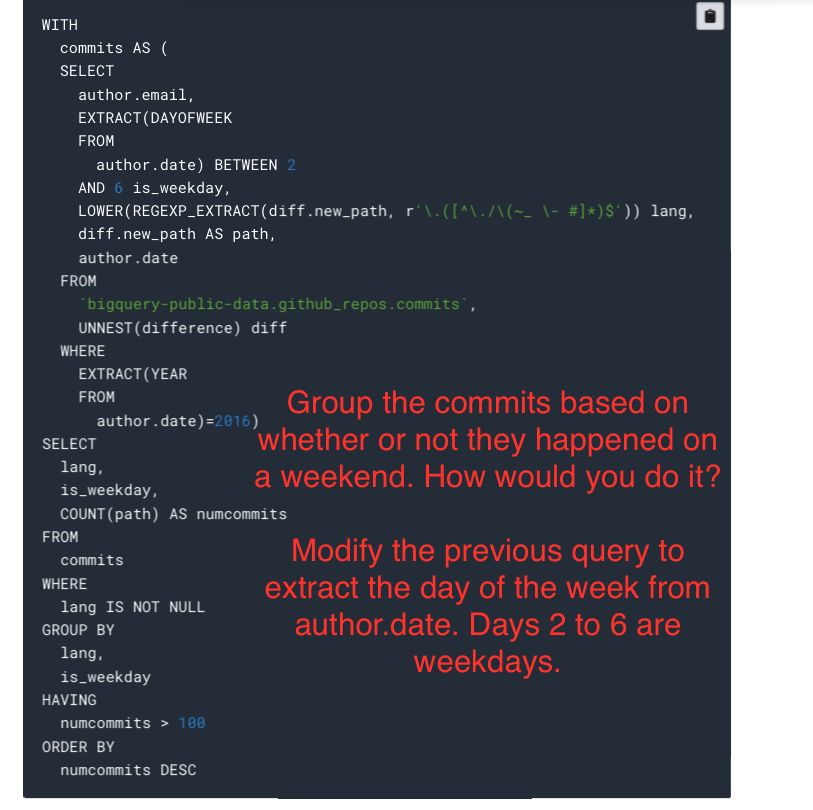 WITH
commits AS (
SELECT
author.email,
EXTRACT(DAYOFWEEK
FROM
author.date) BETWEEN 2
AND 6 is_weekday,
LOWER(REGEXP_EXTRACT(diff.new_path, r'\.([^\./\(~_ \- #]*)$')) lang,
diff.new_path AS path,
author.date
FROM
`bigquery-public-data.github_repos.commits`,
UNNEST(difference) diff
WHERE
EXTRACT(YEAR
FROM
author.date)=2016)
SELECT
lang,
is_weekday,
COUNT(path) AS numcommits
FROM
commits
WHERE
lang IS NOT NULL
GROUP BY
lang,
is_weekday
HAVING
numcommits > 100
ORDER BY
numcommits DESC
Group the commits based on
whether or not they happened on
a weekend. How would you do it?
Modify the previous query to
extract the day of the week from
author.date. Days 2 to 6 are
weekdays.